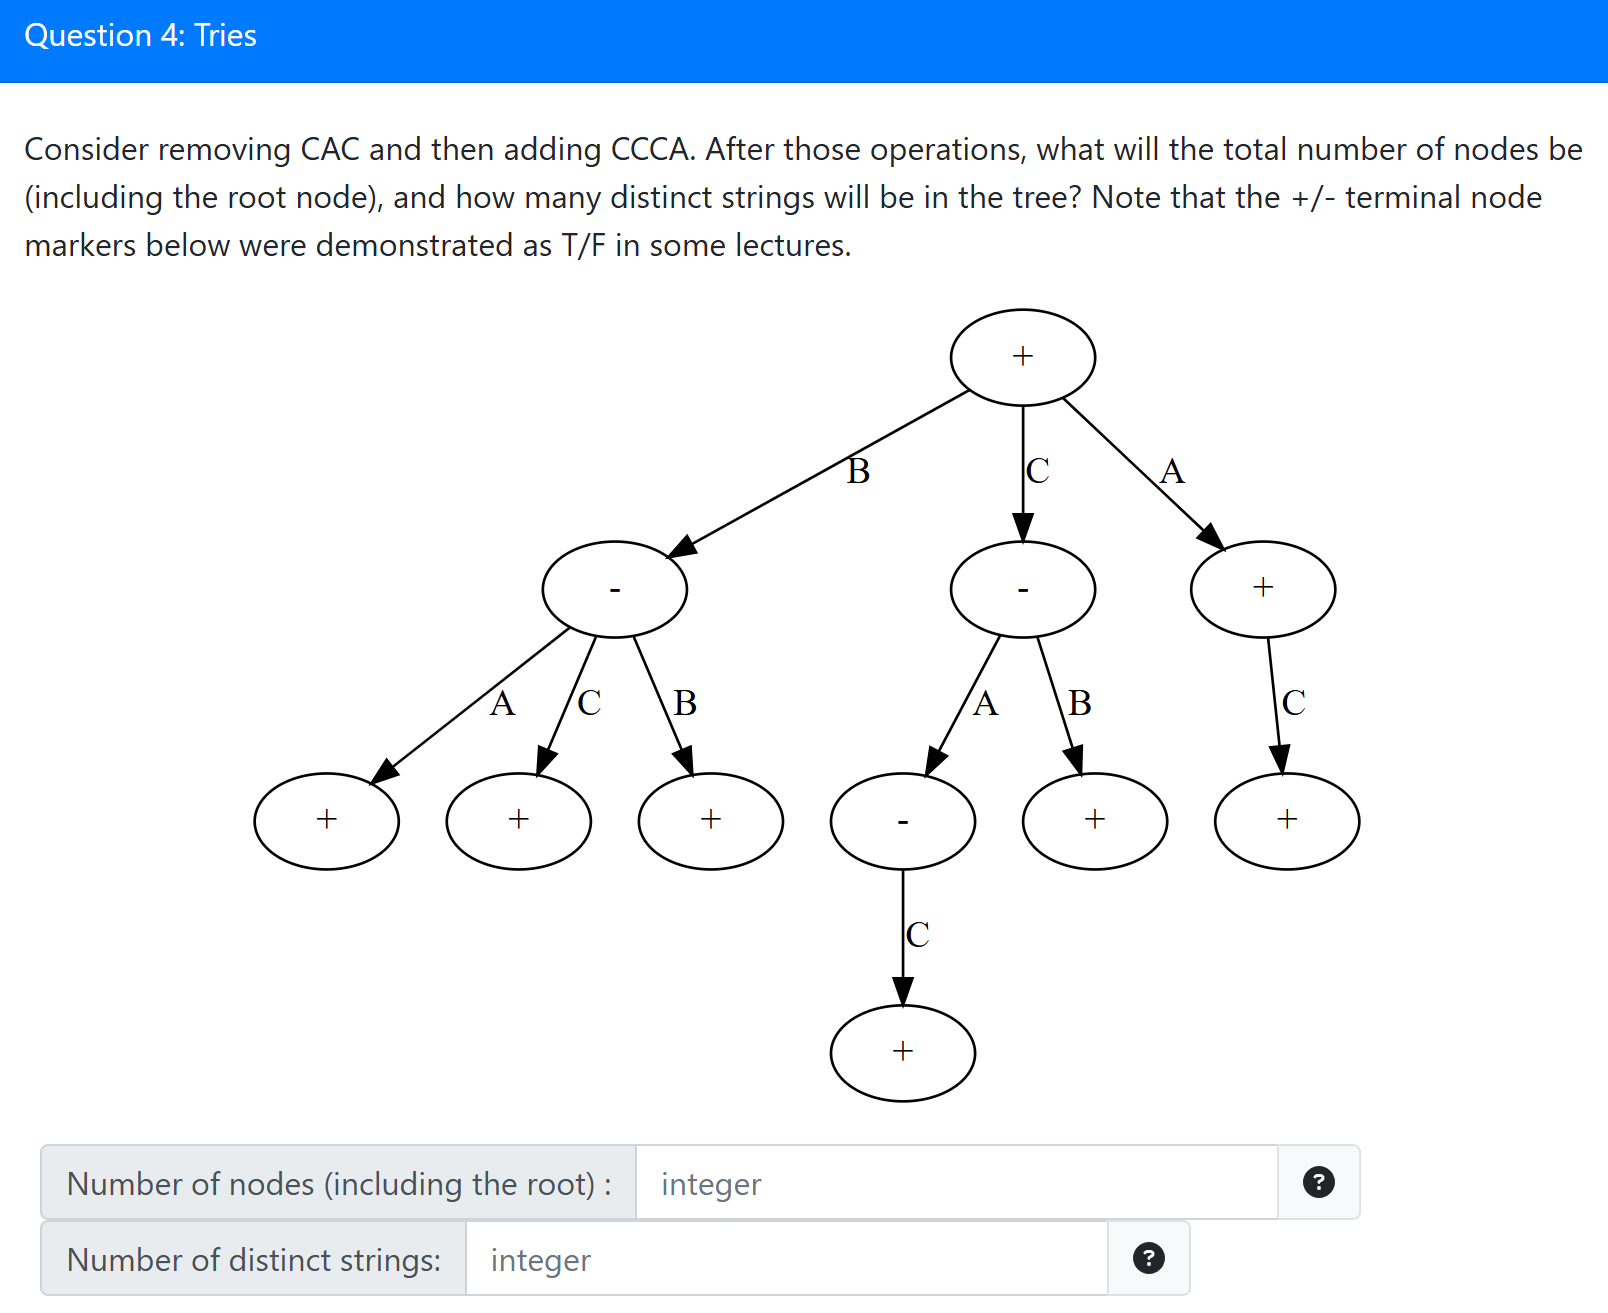 Question 4: Tries
Consider removing CAC and then adding CCCA. After those operations, what will the total number of nodes be
(including the root node), and how many distinct strings will be in the tree? Note that the +/- terminal node
markers below were demonstrated as T/F in some lectures.
+
B C A
- - +
A C B A B C
+ + + - + +
C
+
Number of nodes (including the root) : integer ?
Number of distinct strings: integer ?